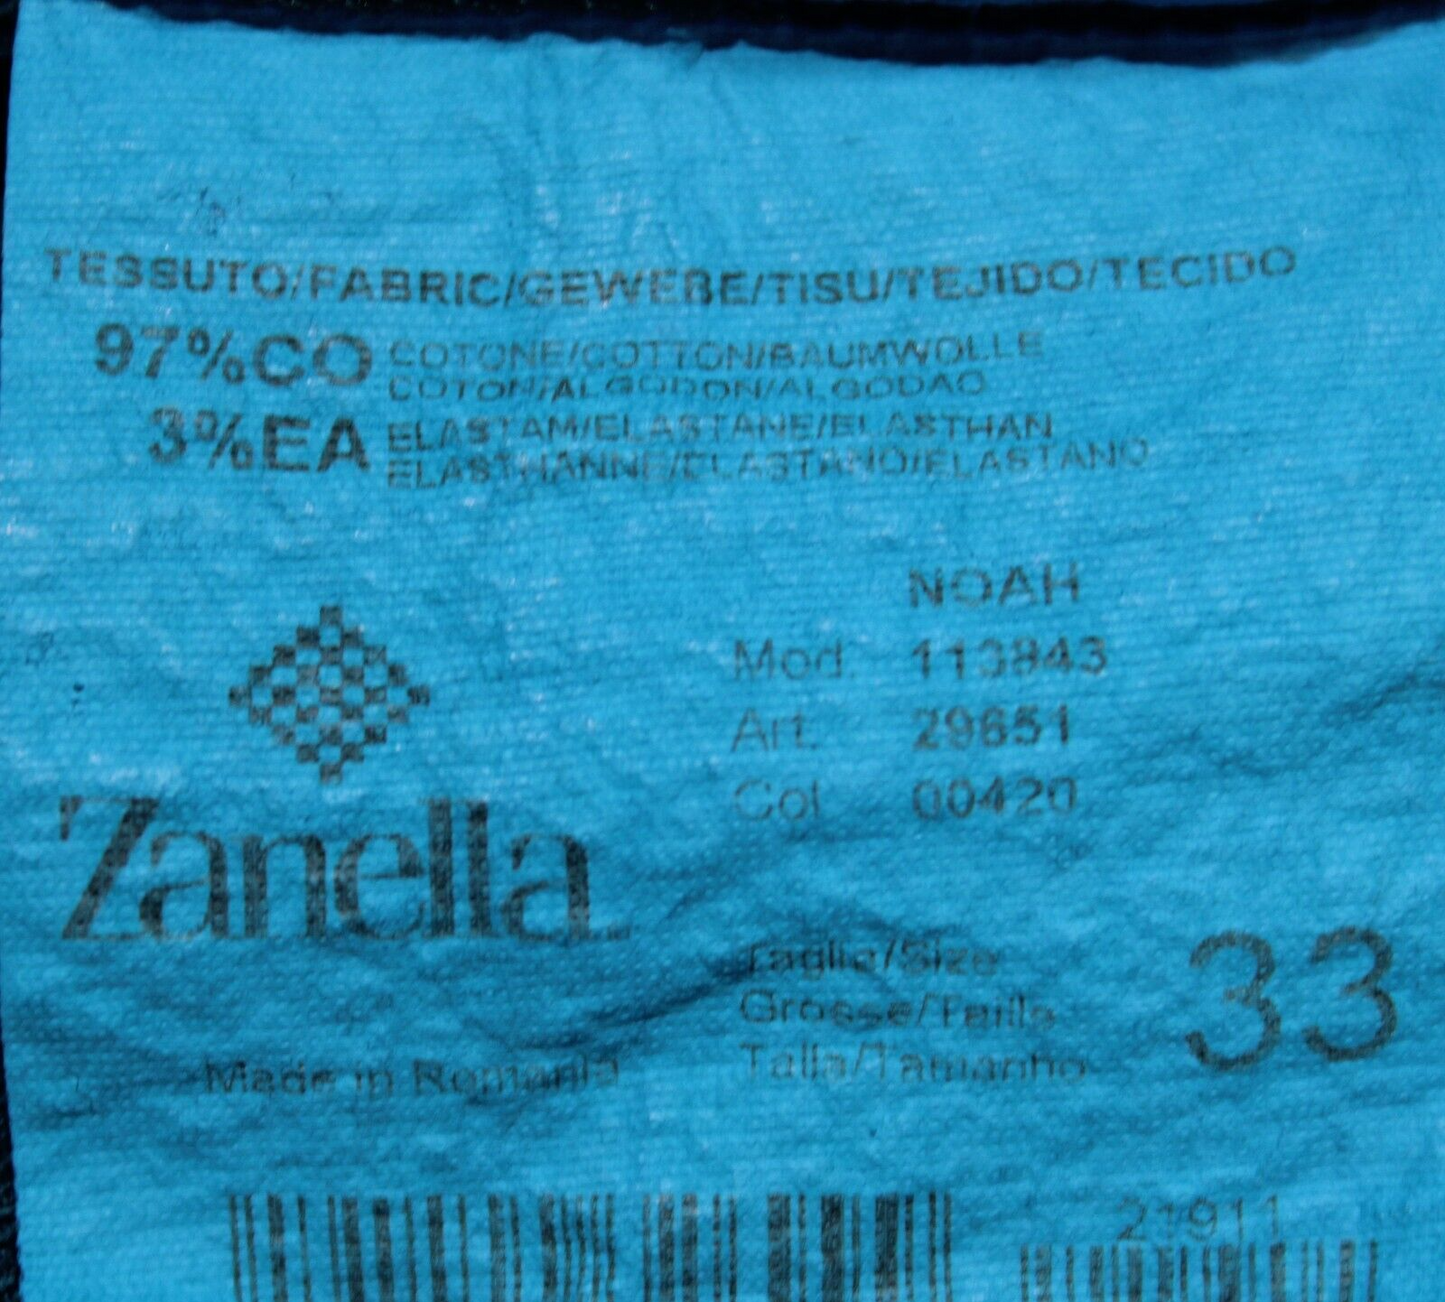 TESSUTO/FABRIC/GEWEBE/TISU/TEJIDO/TECIDO
97%CO COTONE/COTTON/BAUMWOLLE
COTON/ALGODON/ALGODAO
3%EA ELASTAM/ELASTANE/ELASTHAN
ELASTHANNE/ELASTANO/ELASTANO
NOAH
Mod. 113843
Art. 29651
Col. 00420
Zanella
Taglia/Size
Grosse/Taille
Talla/Tamanho
33
Made in Romania
21911